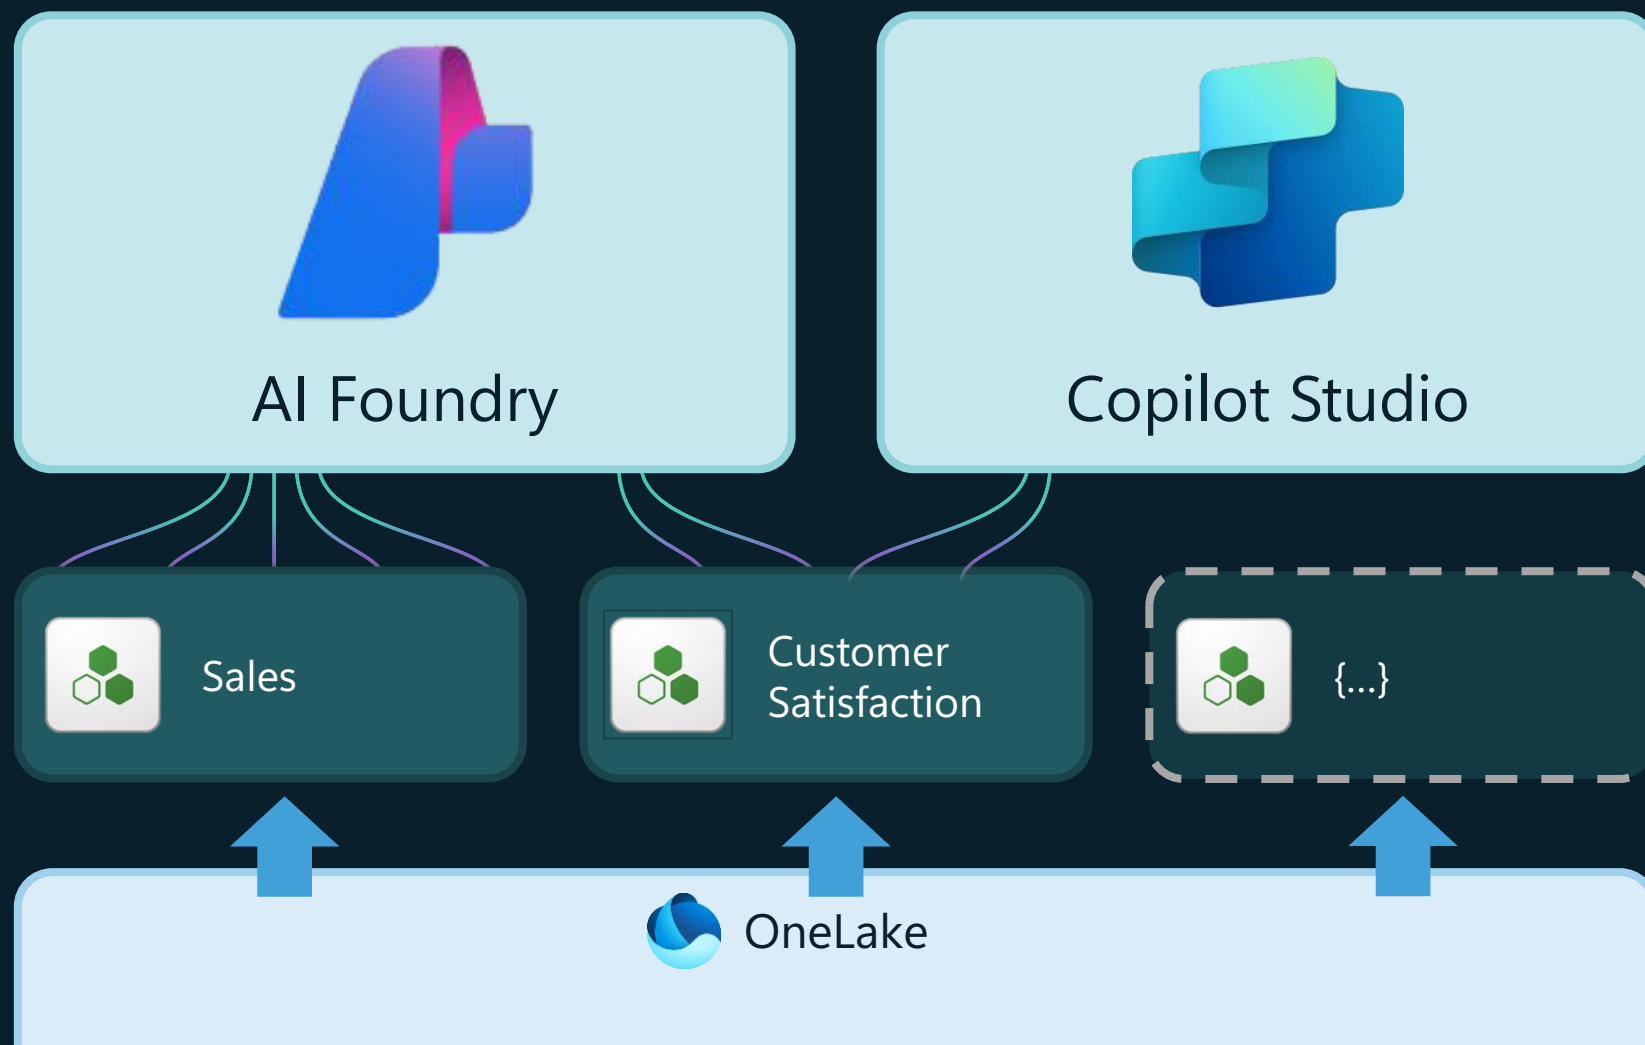 AI Foundry
Copilot Studio
Sales
Customer
Satisfaction
{...}
OneLake